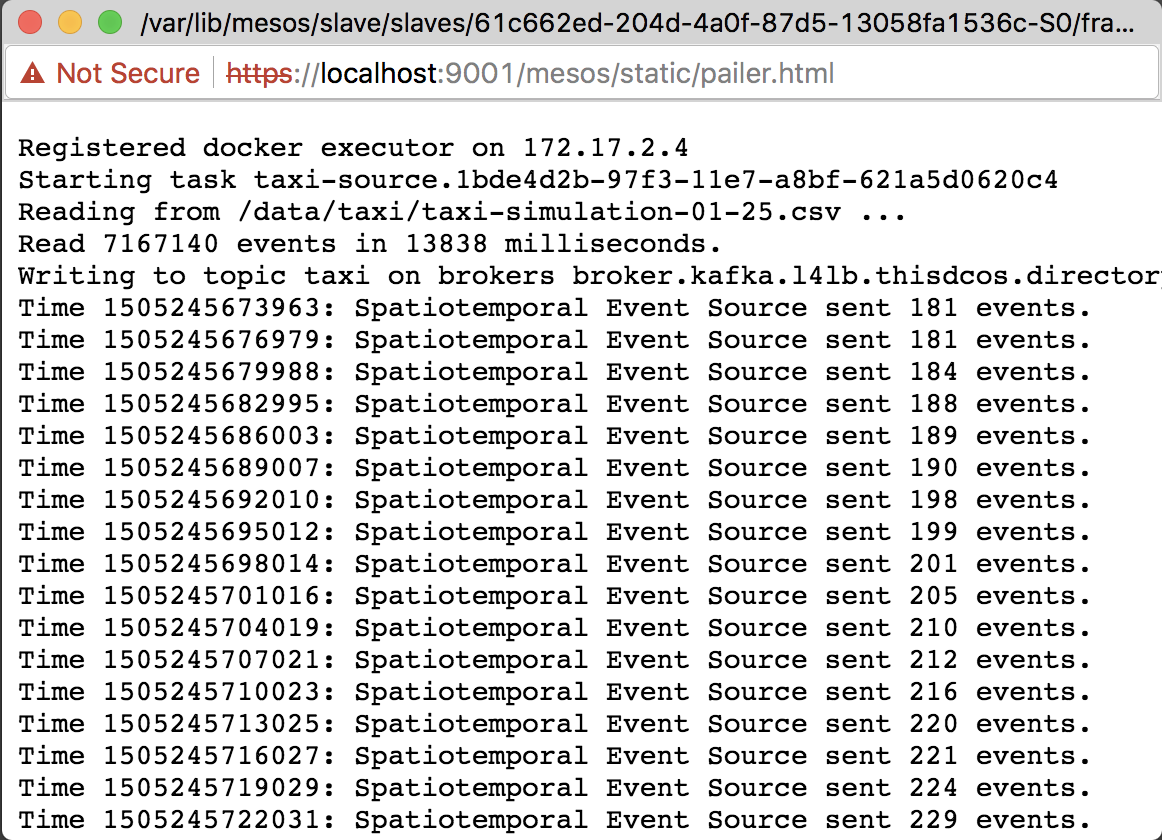 /var/lib/mesos/slave/slaves/61c662ed-204d-4a0f-87d5-13058fa1536c-S0/fra...
Not Secure https://localhost:9001/mesos/static/pailer.html
Registered docker executor on 172.17.2.4
Starting task taxi-source.1bde4d2b-97f3-11e7-a8bf-621a5d0620c4
Reading from /data/taxi/taxi-simulation-01-25.csv ...
Read 7167140 events in 13838 milliseconds.
Writing to topic taxi on brokers broker.kafka.l4lb.thisdcos.directory
Time 1505245673963: Spatiotemporal Event Source sent 181 events.
Time 1505245676979: Spatiotemporal Event Source sent 181 events.
Time 1505245679988: Spatiotemporal Event Source sent 184 events.
Time 1505245682995: Spatiotemporal Event Source sent 188 events.
Time 1505245686003: Spatiotemporal Event Source sent 189 events.
Time 1505245689007: Spatiotemporal Event Source sent 190 events.
Time 1505245692010: Spatiotemporal Event Source sent 198 events.
Time 1505245695012: Spatiotemporal Event Source sent 199 events.
Time 1505245698014: Spatiotemporal Event Source sent 201 events.
Time 1505245701016: Spatiotemporal Event Source sent 205 events.
Time 1505245704019: Spatiotemporal Event Source sent 210 events.
Time 1505245707021: Spatiotemporal Event Source sent 212 events.
Time 1505245710023: Spatiotemporal Event Source sent 216 events.
Time 1505245713025: Spatiotemporal Event Source sent 220 events.
Time 1505245716027: Spatiotemporal Event Source sent 221 events.
Time 1505245719029: Spatiotemporal Event Source sent 224 events.
Time 1505245722031: Spatiotemporal Event Source sent 229 events.